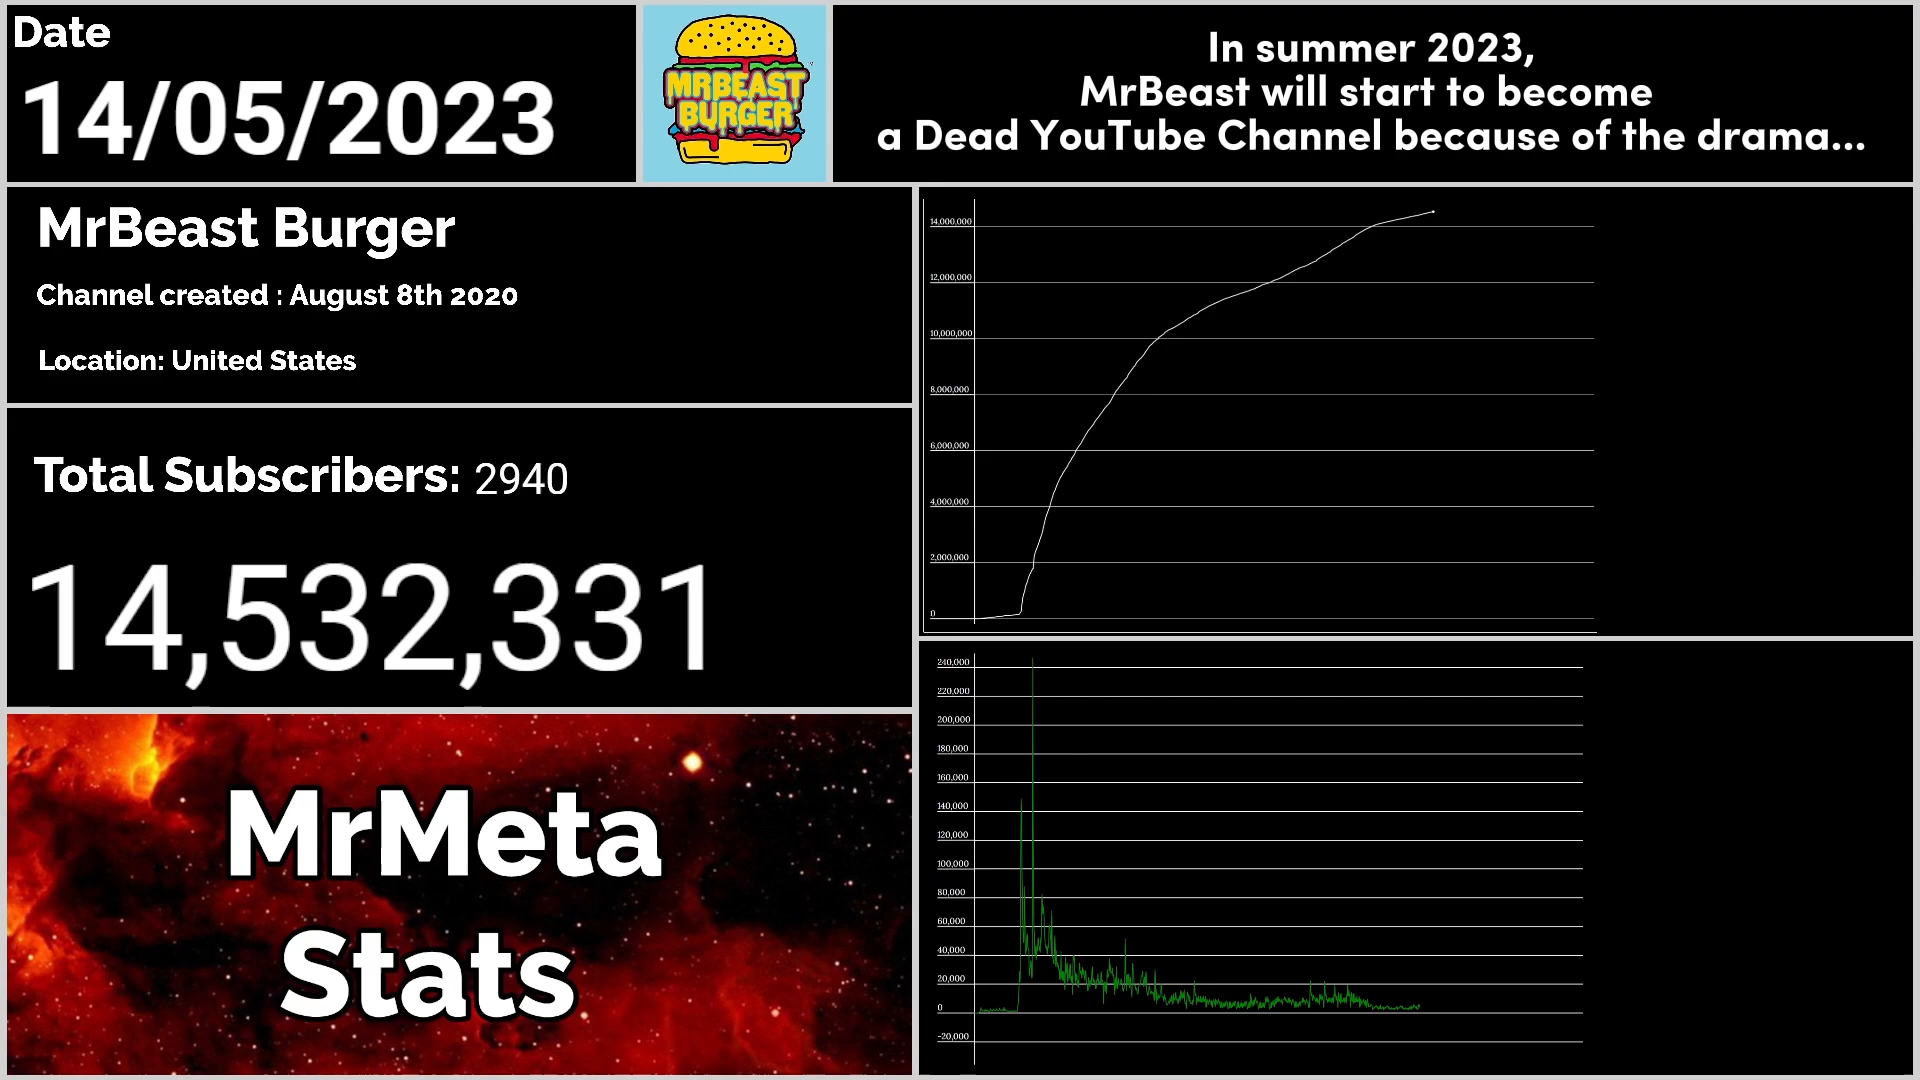 Date
14/05/2023
MRBEAST
BURGER
In summer 2023,
MrBeast will start to become
a Dead YouTube Channel because of the drama...
MrBeast Burger
Channel created : August 8th 2020
Location: United States
Total Subscribers: 2940
14,532,331
MrMeta
Stats
14,000,000
12,000,000
10,000,000
8,000,000
6,000,000
4,000,000
2,000,000
0
240,000
220,000
200,000
180,000
160,000
140,000
120,000
100,000
80,000
60,000
40,000
20,000
0
-20,000